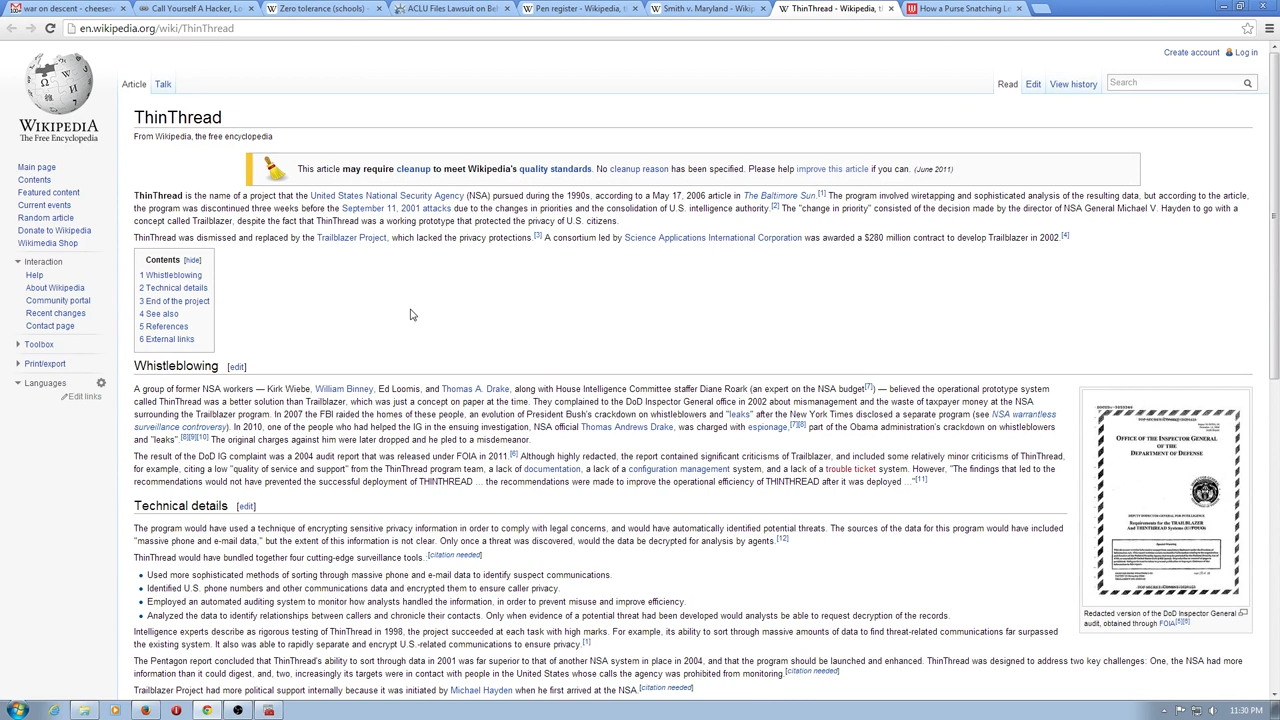 war on descent - cheesese
Call Yourself A Hacker, Lo
Zero tolerance (schools) -
ACLU Files Lawsuit on Be
Pen register - Wikipedia, t
Smith v. Maryland - Wikip
ThinThread - Wikipedia, th
How a Purse Snatching Le
en.wikipedia.org/wiki/ThinThread
Create account Log in
Article Talk
Read Edit View history Search
WIKIPEDIA
The Free Encyclopedia
Main page
Contents
Featured content
Current events
Random article
Donate to Wikipedia
Wikimedia Shop
Interaction
Help
About Wikipedia
Community portal
Recent changes
Contact page
Toolbox
Print/export
Languages
Edit links
ThinThread
From Wikipedia, the free encyclopedia
This article may require cleanup to meet Wikipedia's quality standards. No cleanup reason has been specified. Please help improve this article if you can. (June 2011)
ThinThread is the name of a project that the United States National Security Agency (NSA) pursued during the 1990s, according to a May 17, 2006 article in The Baltimore Sun.[1] The program involved wiretapping and sophisticated analysis of the resulting data, but according to the article,
the program was discontinued three weeks before the September 11, 2001 attacks due to the changes in priorities and the consolidation of U.S. intelligence authority.[2] The "change in priority" consisted of the decision made by the director of NSA General Michael V. Hayden to go with a
concept called Trailblazer, despite the fact that ThinThread was a working prototype that protected the privacy of U.S. citizens.
ThinThread was dismissed and replaced by the Trailblazer Project, which lacked the privacy protections.[3] A consortium led by Science Applications International Corporation was awarded a $280 million contract to develop Trailblazer in 2002.[4]
Contents [hide]
1 Whistleblowing
2 Technical details
3 End of the project
4 See also
5 References
6 External links
Whistleblowing [edit]
A group of former NSA workers — Kirk Wiebe, William Binney, Ed Loomis, and Thomas A. Drake, along with House Intelligence Committee staffer Diane Roark (an expert on the NSA budget[7]) — believed the operational prototype system
called ThinThread was a better solution than Trailblazer, which was just a concept on paper at the time. They complained to the DoD Inspector General office in 2002 about mismanagement and the waste of taxpayer money at the NSA
surrounding the Trailblazer program. In 2007 the FBI raided the homes of these people, an evolution of President Bush's crackdown on whistleblowers and "leaks" after the New York Times disclosed a separate program (see NSA warrantless
surveillance controversy). In 2010, one of the people who had helped the IG in the ensuing investigation, NSA official Thomas Andrews Drake, was charged with espionage,[7][8] part of the Obama administration's crackdown on whistleblowers
and "leaks".[8][9][10] The original charges against him were later dropped and he pled to a misdemeanor.
The result of the DoD IG complaint was a 2004 audit report that was released under FOIA in 2011.[6] Although highly redacted, the report contained significant criticisms of Trailblazer, and included some relatively minor criticisms of ThinThread,
for example, citing a low "quality of service and support" from the ThinThread program team, a lack of documentation, a lack of a configuration management system, and a lack of a trouble ticket system. However, "The findings that led to the
recommendations would not have prevented the successful deployment of THINTHREAD ... the recommendations were made to improve the operational efficiency of THINTHREAD after it was deployed ..."[11]
OFFICE OF THE INSPECTOR GENERAL
OF THE
DEPARTMENT OF DEFENSE
DEPUTY INSPECTOR GENERAL FOR INTELLIGENCE
Requirements for the TRAILBLAZER
and THINTHREAD Systems
Redacted version of the DoD Inspector General
audit, obtained through FOIA[5][6]
Technical details [edit]
The program would have used a technique of encrypting sensitive privacy information in order to comply with legal concerns, and would have automatically identified potential threats. The sources of the data for this program would have included
"massive phone and e-mail data," but the extent of this information is not clear. Only once a threat was discovered, would the data be decrypted for analysis by agents.[12]
ThinThread would have bundled together four cutting-edge surveillance tools.[citation needed]
• Used more sophisticated methods of sorting through massive phone and e-mail data to identify suspect communications.
• Identified U.S. phone numbers and other communications data and encrypted them to ensure caller privacy.
• Employed an automated auditing system to monitor how analysts handled the information, in order to prevent misuse and improve efficiency.
• Analyzed the data to identify relationships between callers and chronicle their contacts. Only when evidence of a potential threat had been developed would analysts be able to request decryption of the records.
Intelligence experts describe as rigorous testing of ThinThread in 1998, the project succeeded at each task with high marks. For example, its ability to sort through massive amounts of data to find threat-related communications far surpassed
the existing system. It also was able to rapidly separate and encrypt U.S.-related communications to ensure privacy.[1]
The Pentagon report concluded that ThinThread's ability to sort through data in 2001 was far superior to that of another NSA system in place in 2004, and that the program should be launched and enhanced. ThinThread was designed to address two key challenges: One, the NSA had more
information than it could digest, and, two, increasingly its targets were in contact with people in the United States whose calls the agency was prohibited from monitoring.[citation needed]
Trailblazer Project had more political support internally because it was initiated by Michael Hayden when he first arrived at the NSA.[citation needed]
11:30 PM